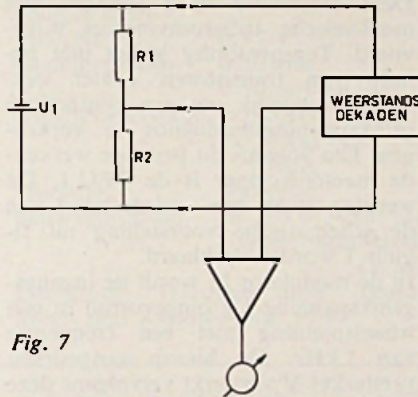 R1
WEERSTANDS
DEKADEN
U1
R2
Fig. 7